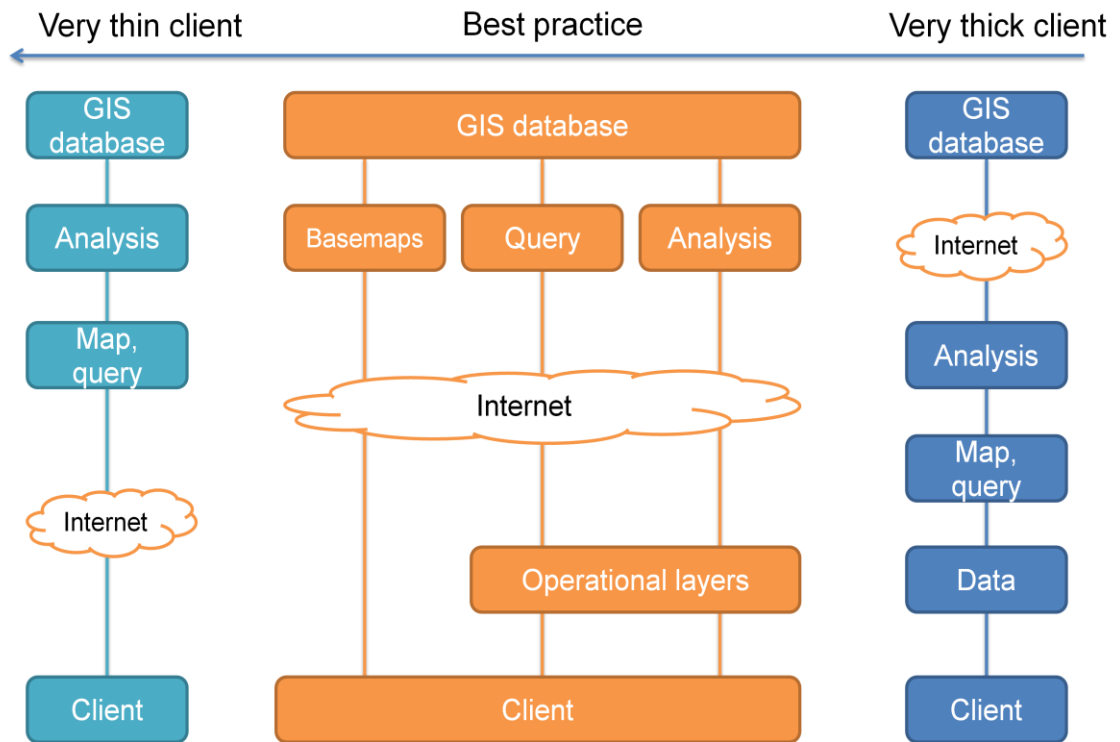 Very thin client
Best practice
Very thick client
GIS
database
Analysis
Map,
query
Internet
Client
GIS database
Basemaps
Query
Analysis
Internet
Operational layers
Client
GIS
database
Internet
Analysis
Map,
query
Data
Client